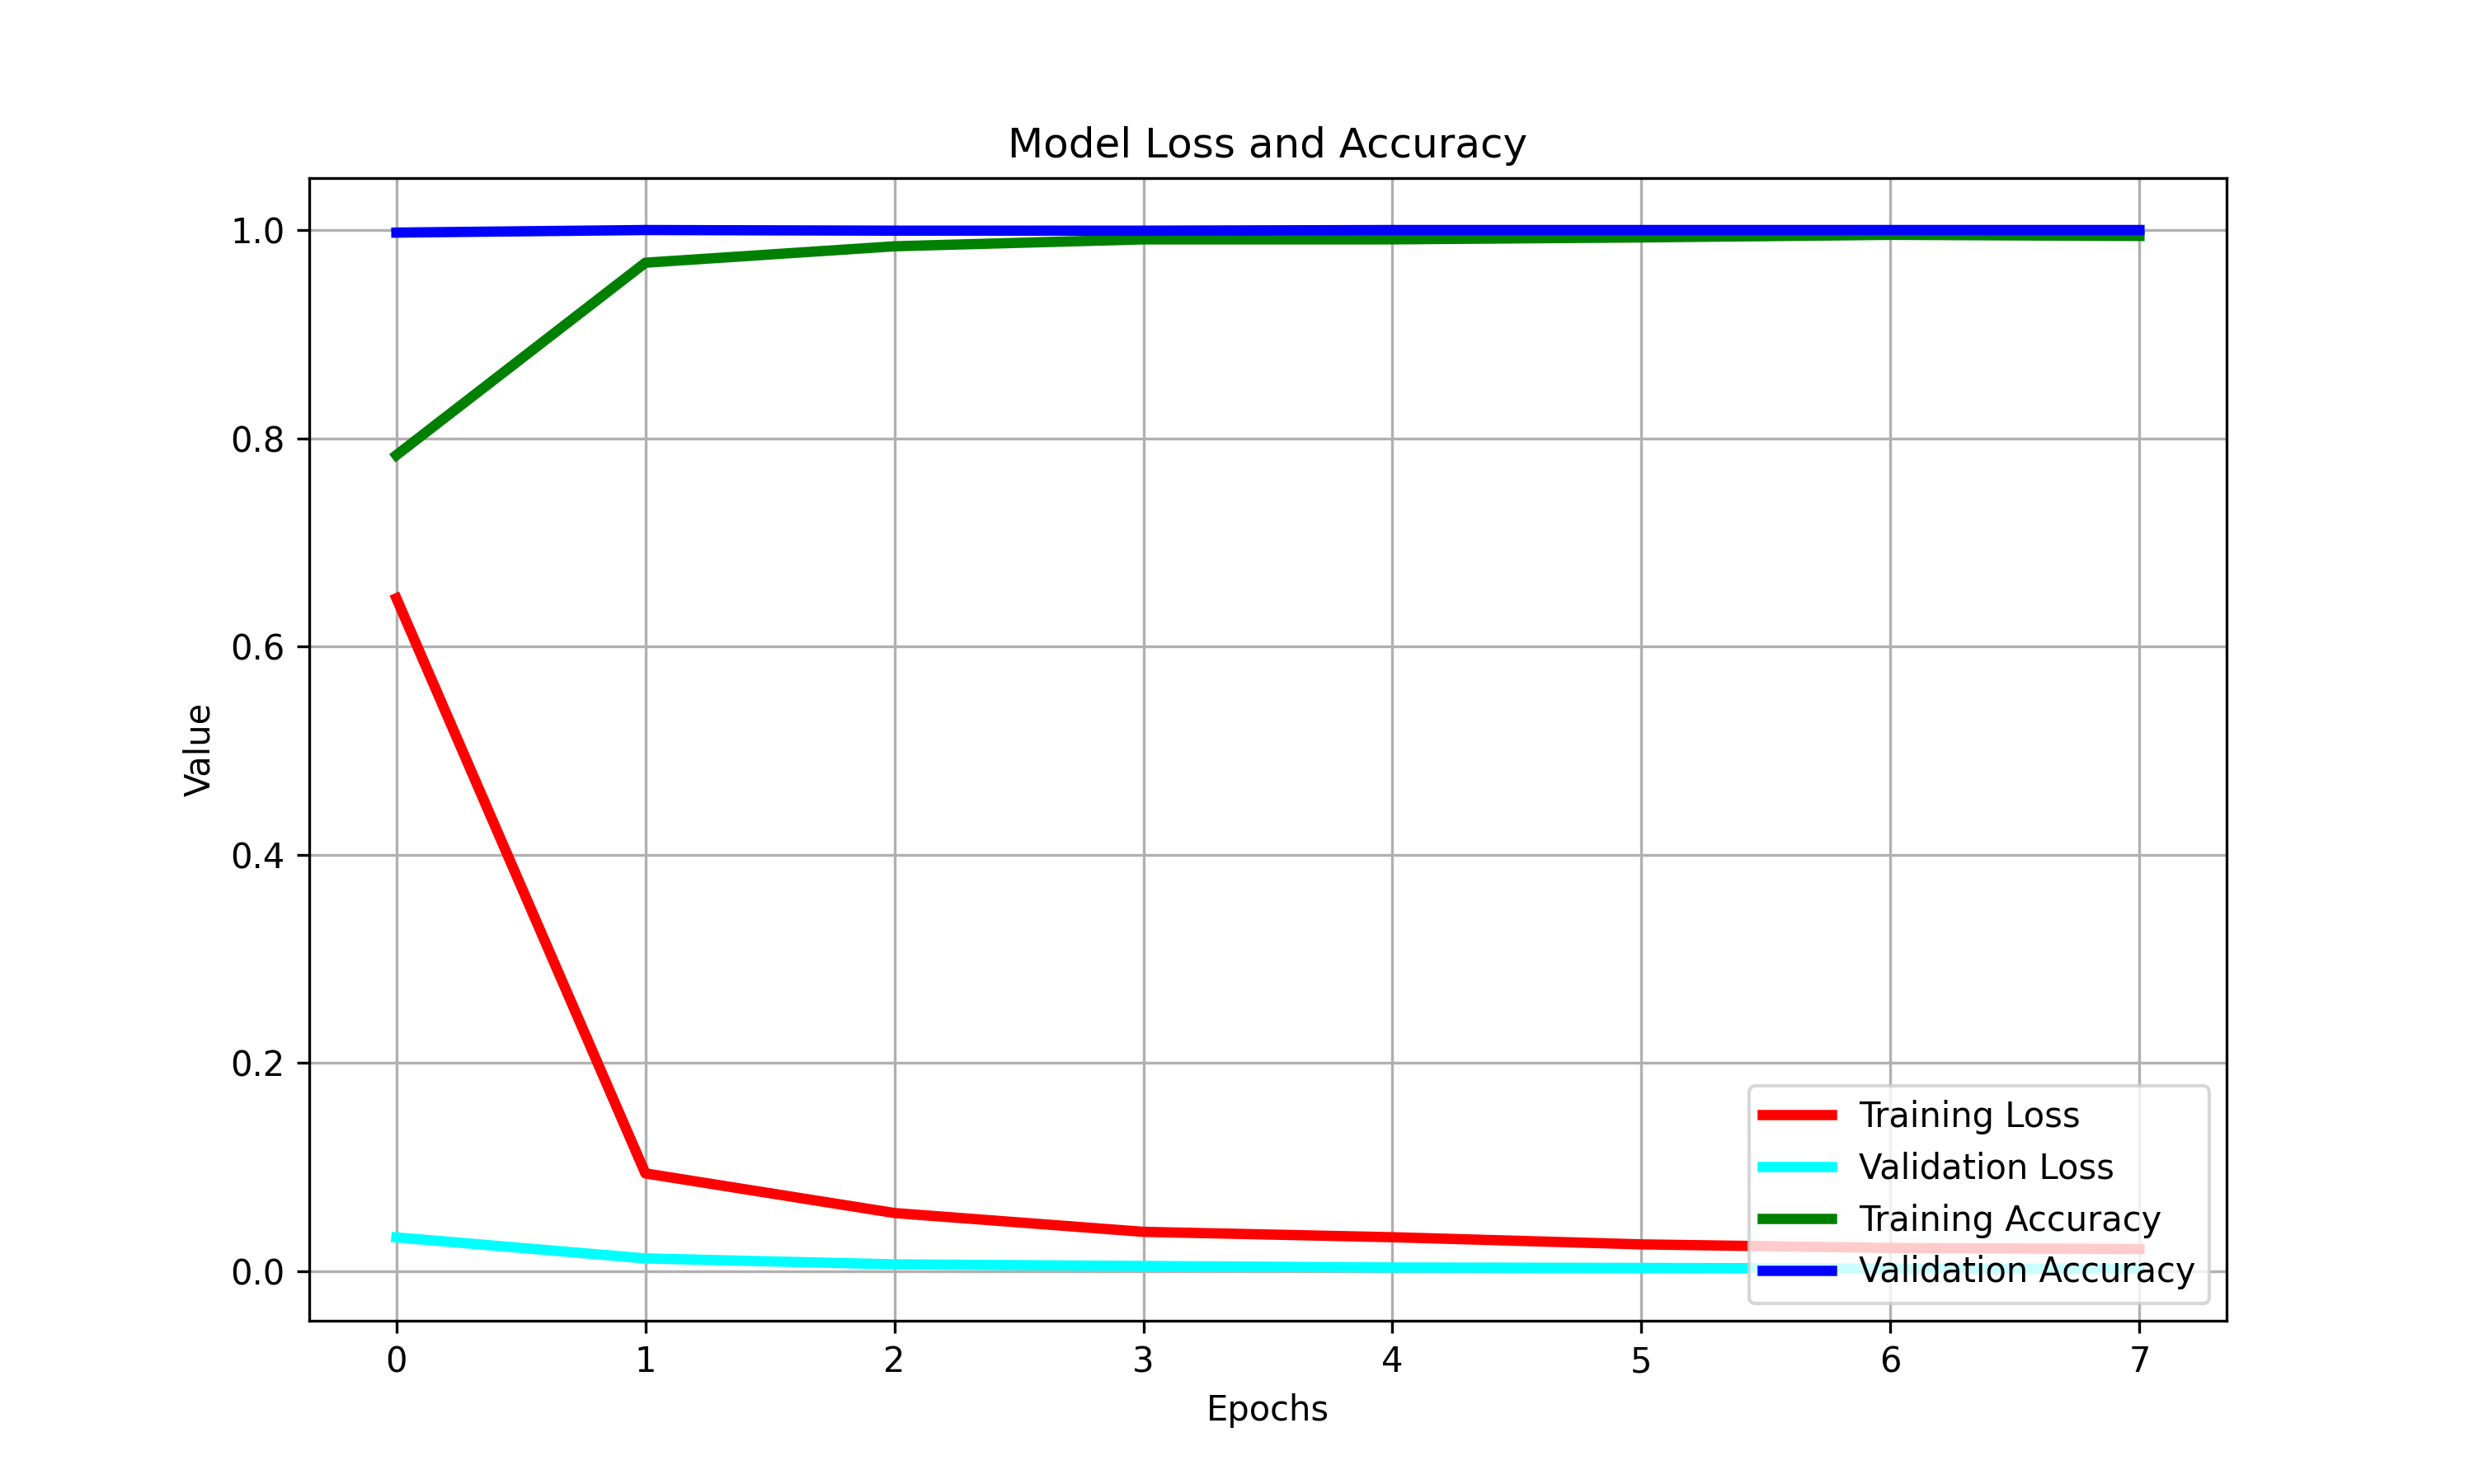 Model Loss and Accuracy
1.0
0.8
0.6
0.4
0.2
0.0
Value
Training Loss
Validation Loss
Training Accuracy
Validation Accuracy
0 1 2 3 4 5 6 7
Epochs